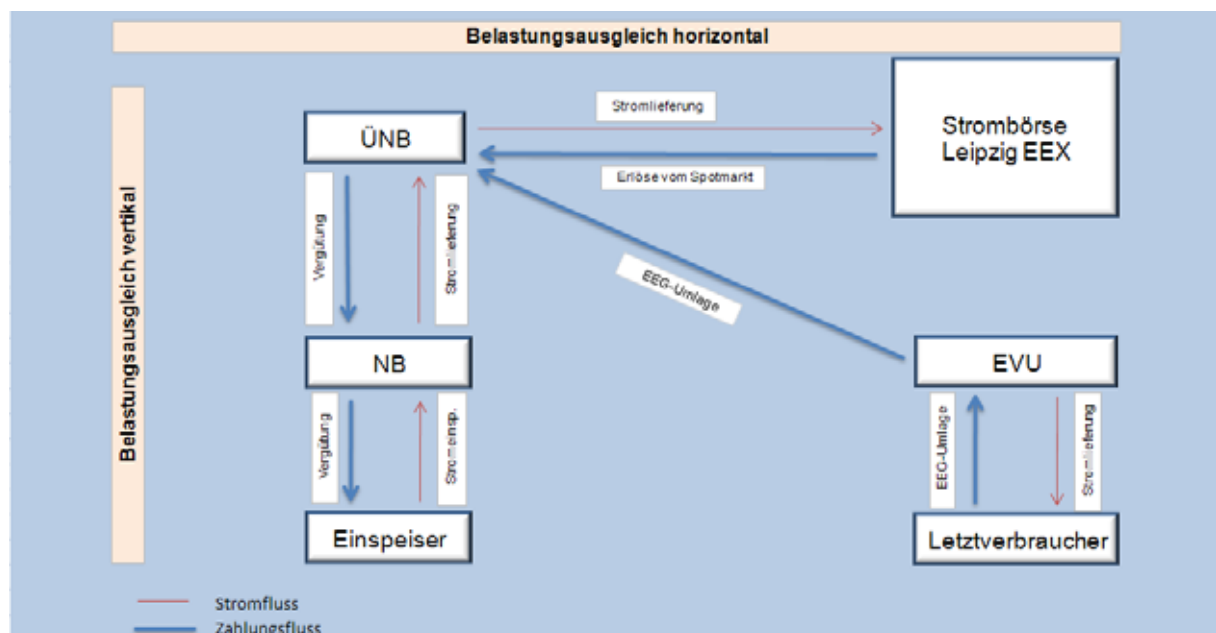 Belastungsausgleich horizontal
Belastungsausgleich vertikal
ÜNB
Stromlieferung
Strombörse
Leipzig EEX
Erlöse vom Spotmarkt
Vergütung
Stromlieferung
EEG-Umlage
NB
EVU
Vergütung
Stromeinsp.
EEG-Umlage
Stromlieferung
Einspeiser
Letztverbraucher
Stromfluss
Zahlungsfluss